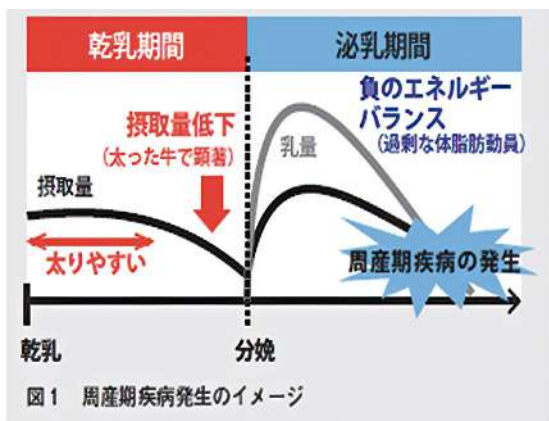 乾乳期間
泌乳期間
摂取量低下
(太った牛で顕著)
負のエネルギー
バランス
(過剰な体脂肪動員)
乳量
摂取量
太りやすい
周産期疾病の発生
乾乳
分娩
図1 周産期疾病発生のイメージ